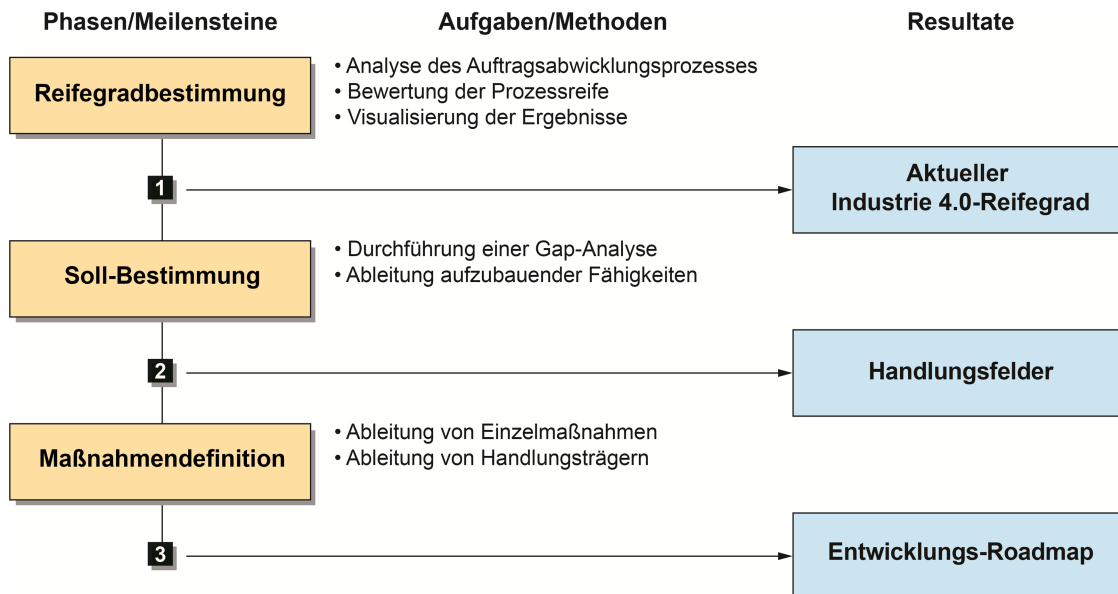 Phasen/Meilensteine
Aufgaben/Methoden
Resultate
Reifegradbestimmung
• Analyse des Auftragsabwicklungsprozesses
• Bewertung der Prozessreife
• Visualisierung der Ergebnisse
1
Aktueller
Industrie 4.0-Reifegrad
Soll-Bestimmung
• Durchführung einer Gap-Analyse
• Ableitung aufzubauender Fähigkeiten
2
Handlungsfelder
Maßnahmendefinition
• Ableitung von Einzelmaßnahmen
• Ableitung von Handlungsträgern
3
Entwicklungs-Roadmap